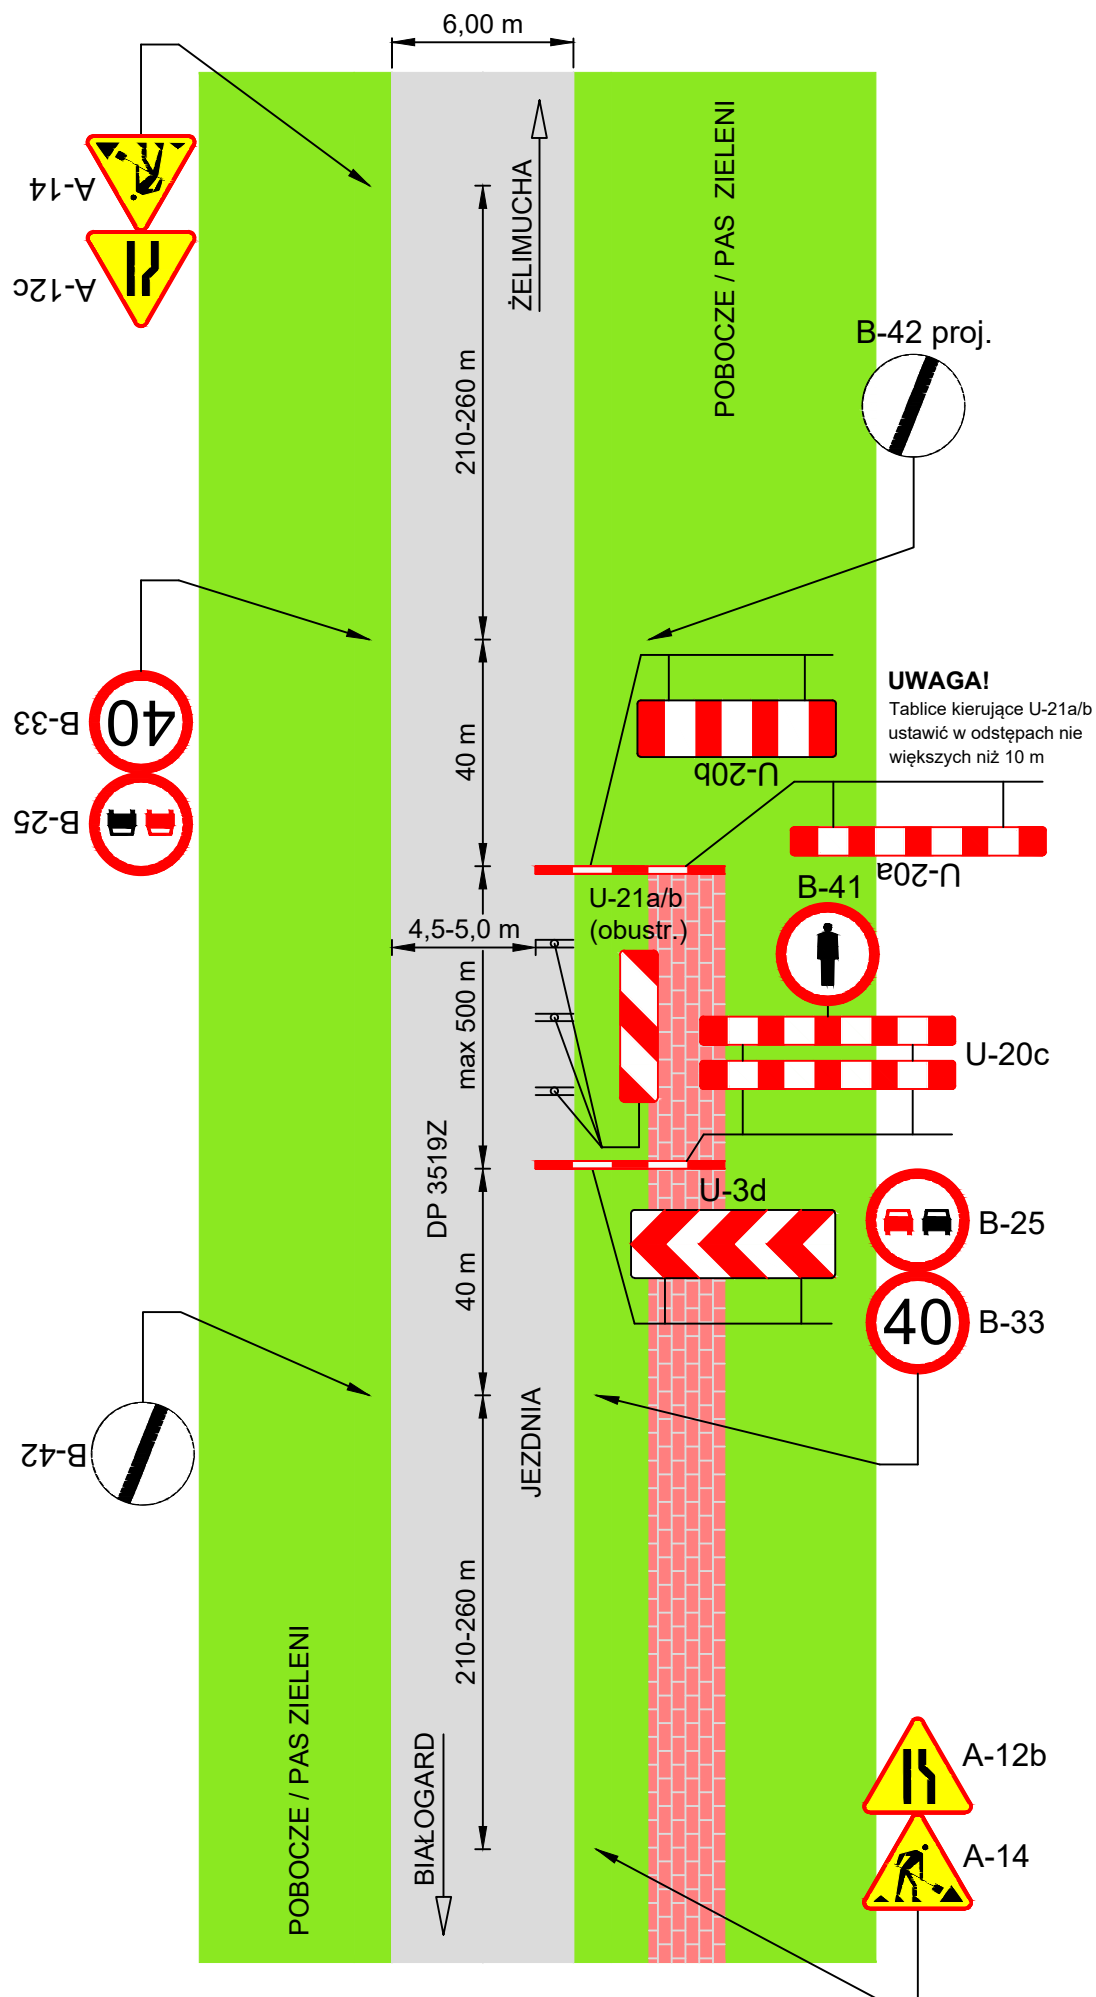 6,00 m
A-14
A-12c
ŻELIMUCHA
POBOCZE / PAS ZIELENI
210-260 m
B-42 proj.
B-33
40
B-25
40 m
U-20b
UWAGA!
Tablice kierujące U-21a/b
ustawić w odstępach nie
większych niż 10 m
U-20a
U-21a/b
(obustr.)
B-41
4,5-5,0 m
max 500 m
U-20c
DP 3519Z
U-3d
B-25
40
B-33
40 m
B-42
JEZDNIA
210-260 m
POBOCZE / PAS ZIELENI
BIAŁOGARD
A-12b
A-14